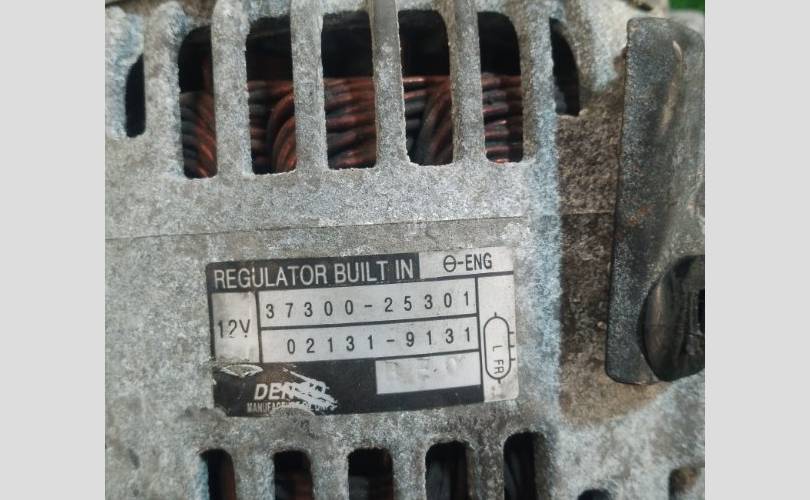 REGULATOR BUILT IN ⊖-ENG
12V
37300-25301
02131-9131
L FR